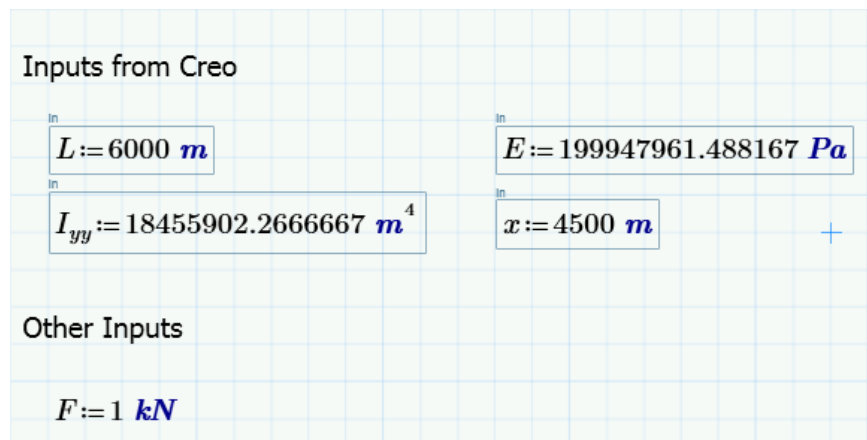 Inputs from Creo
In In
L:=6000 m E:=199947961.488167 Pa
In In
I_yy:=18455902.2666667 m⁴ x:=4500 m
Other Inputs
F:=1 kN